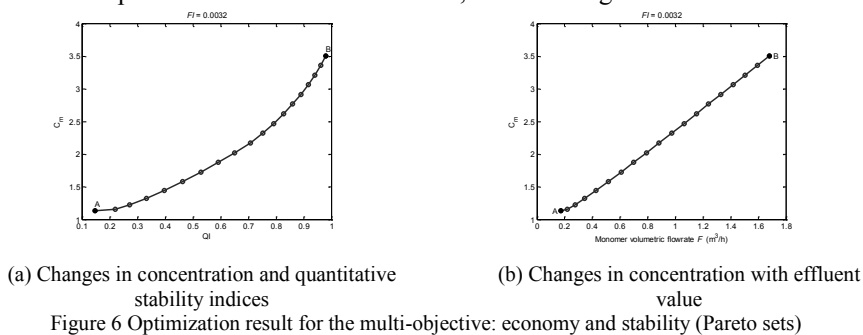 FI = 0.0032
4
3.5
3
2.5
2
1.5
1
C_m
A
B
0.1 0.2 0.3 0.4 0.5 0.6 0.7 0.8 0.9 1
QI
FI = 0.0032
4
3.5
3
2.5
2
1.5
1
C_m
A
B
0 0.2 0.4 0.6 0.8 1 1.2 1.4 1.6 1.8
Monomer volumetric flowrate F (m³/h)
(a) Changes in concentration and quantitative
stability indices
(b) Changes in concentration with effluent
value
Figure 6 Optimization result for the multi-objective: economy and stability (Pareto sets)